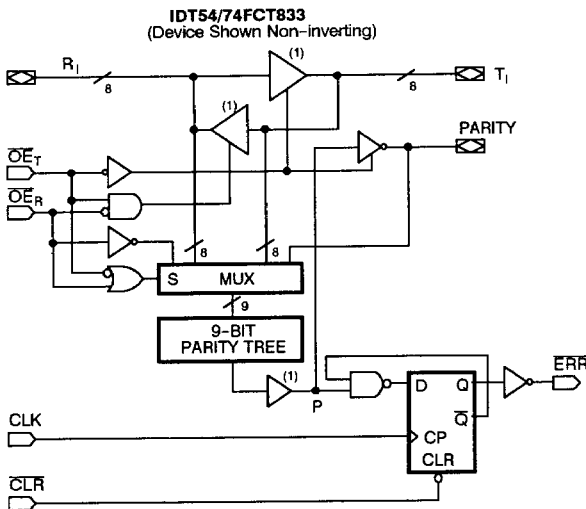 IDT54/74FCT833
(Device Shown Non-inverting)
R_I
8
(1)
8
T_I
(1)
PARITY
OE_T
OE_R
8
8
S MUX
9
9-BIT
PARITY TREE
(1)
P
D Q
Q
CP
CLR
ERR
CLK
CLR